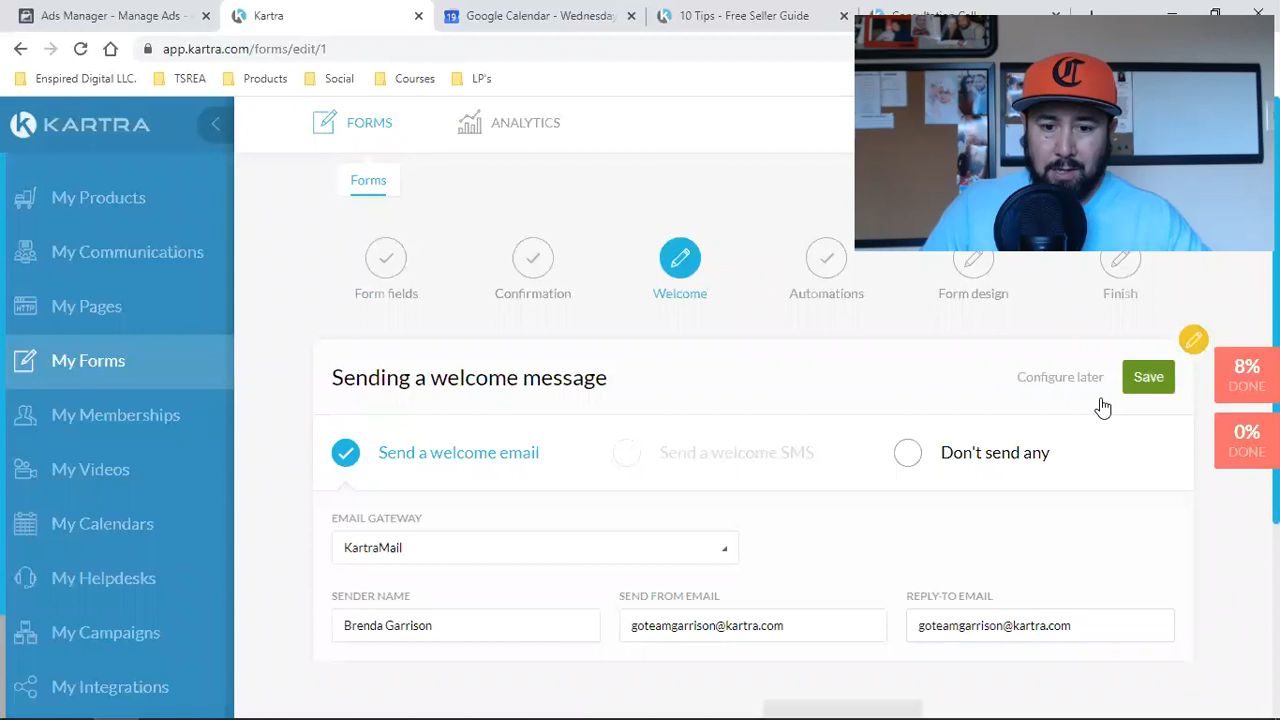 Ads Manager - Manage Ads
Kartra
Google Calendar - Wednesday
10 Tips - Free Seller Guide
app.kartra.com/forms/edit/1
Enspired Digital LLC.
TSREA
Products
Social
Courses
LP's
KARTRA
FORMS
ANALYTICS
Forms
My Products
My Communications
HTTP My Pages
My Forms
My Memberships
My Videos
My Calendars
My Helpdesks
My Campaigns
My Integrations
Form fields
Confirmation
Welcome
Automations
Form design
Finish
Sending a welcome message
Configure later
Save
8%
DONE
0%
DONE
Send a welcome email
Send a welcome SMS
Don't send any
EMAIL GATEWAY
KartraMail
SENDER NAME
SEND FROM EMAIL
REPLY-TO EMAIL
Brenda Garrison
goteamgarrison@kartra.com
goteamgarrison@kartra.com